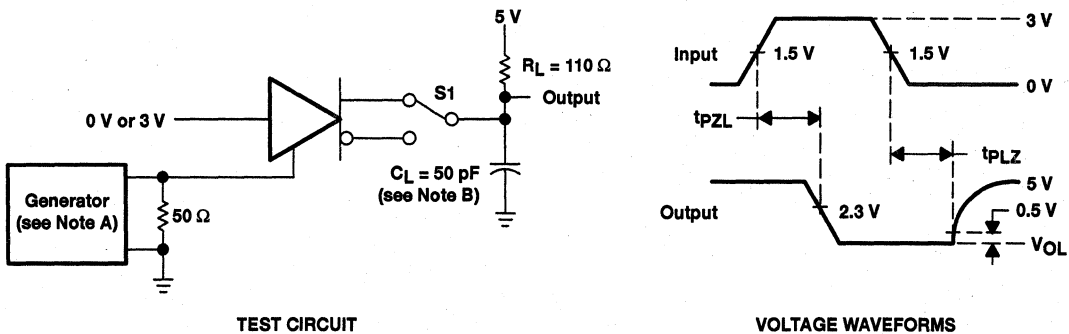 5 V
R_L = 110 Ω
S1
Output
0 V or 3 V
C_L = 50 pF
(see Note B)
Generator
(see Note A)
50 Ω
TEST CIRCUIT
3 V
Input
1.5 V
1.5 V
0 V
t_PZL
t_PLZ
5 V
Output
2.3 V
0.5 V
V_OL
VOLTAGE WAVEFORMS